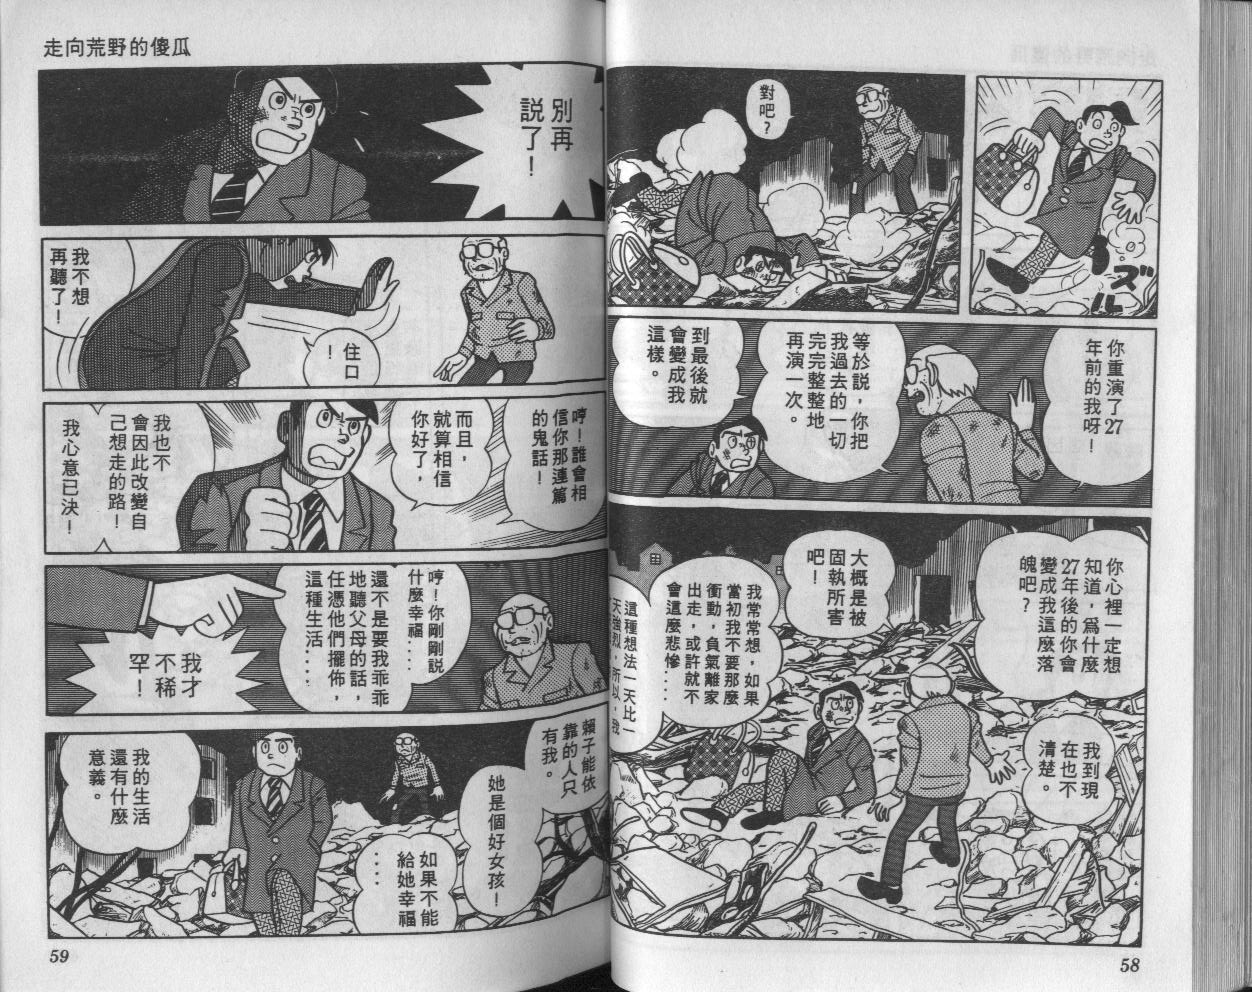 ズル
對吧？
你重演了27
年前的我呀！
等於說，你把
我過去的一切
完完整整地
再演一次。
到最後就
會變成我
這樣。
你心裡一定想
知道，爲什麼
27年後的你會
變成我這麼落
魄吧？
我到現
在也不
清楚。
大概是被
固執所害
吧！
我常常想，如果
當初我不要那麼
衝動，負氣離家
出走，或許就不
會這麼悲慘‥‥
這種想法一天比一
天強烈，所以，我
58
走向荒野的傻瓜
別再
説了！
我不想
再聽了！
住口
！
哼！誰會相
信你那連篇
的鬼話！
而且，
就算相信
你好了，
我也不
會因此改變自
己想走的路！
我心意已決！
哼！你剛剛説
什麼幸福‥‥
還不是要我乖乖
地聽父母的話，
任憑他們擺佈，
這種生活‥‥
我才
不稀
罕！
賴子能依
靠的人只
有我。
她是個好女孩！
如果不能
給她幸福
‥‥
我的生活
還有什麼
意義。
59